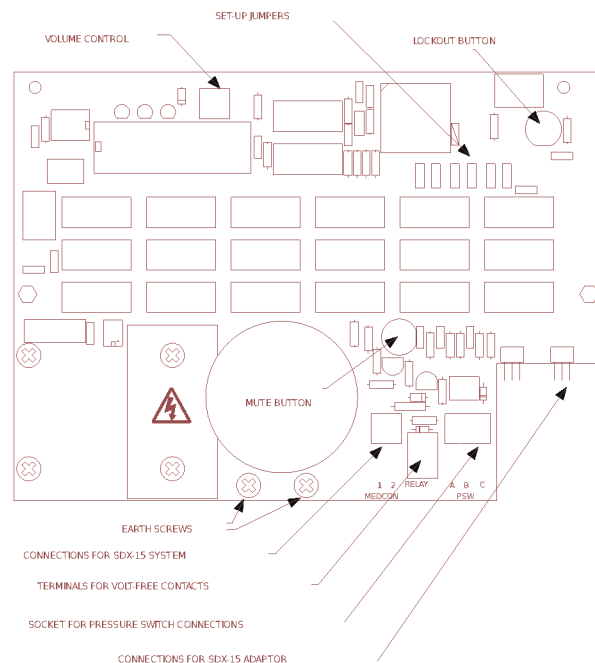 SET-UP JUMPERS
VOLUME CONTROL
LOCKOUT BUTTON
MUTE BUTTON
1 2 RELAY A B C
MEDCON PSW
EARTH SCREWS
CONNECTIONS FOR SDX-15 SYSTEM
TERMINALS FOR VOLT-FREE CONTACTS
SOCKET FOR PRESSURE SWITCH CONNECTIONS
CONNECTIONS FOR SDX-15 ADAPTOR